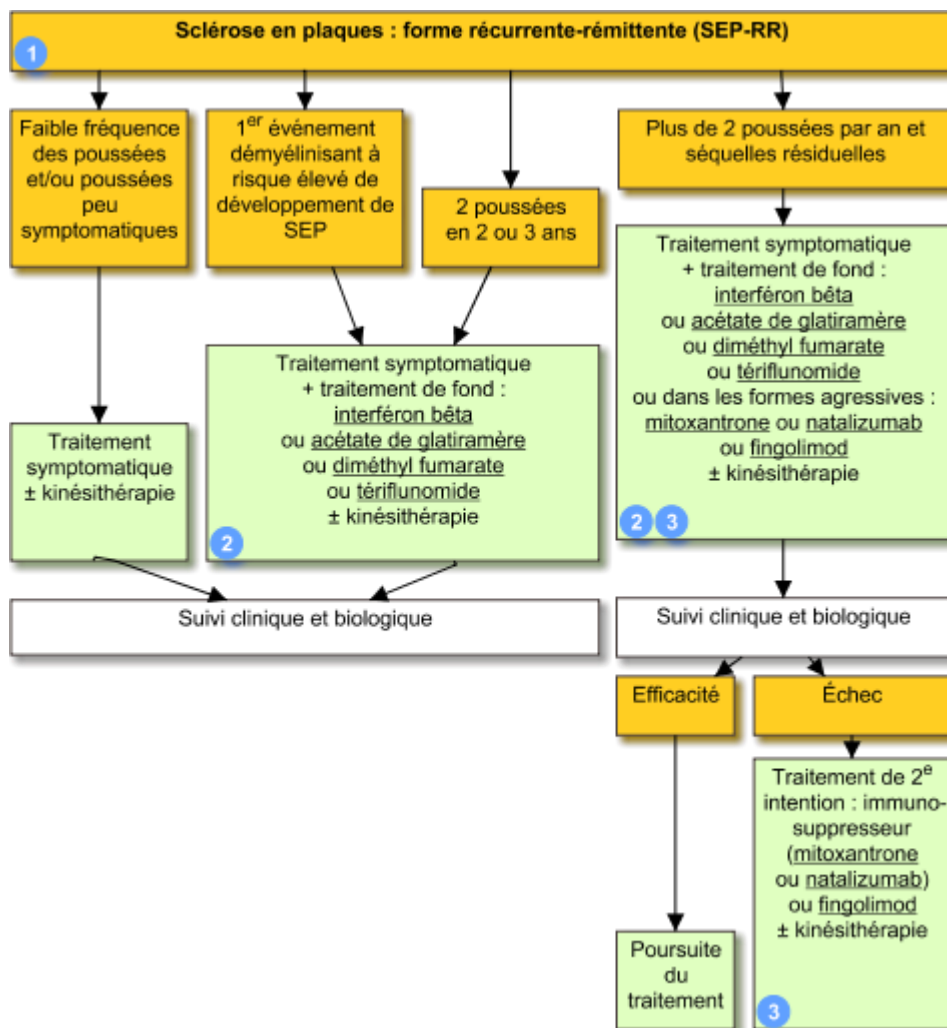 Sclérose en plaques : forme récurrente-rémittente (SEP-RR)
1
Faible fréquence
des poussées
et/ou poussées
peu
symptomatiques
1er événement
démyélinisant à
risque élevé de
développement de
SEP
2 poussées
en 2 ou 3 ans
Plus de 2 poussées par an et
séquelles résiduelles
Traitement
symptomatique
± kinésithérapie
Traitement symptomatique
+ traitement de fond :
interféron bêta
ou acétate de glatiramère
ou diméthyl fumarate
ou tériflunomide
± kinésithérapie
2
Traitement symptomatique
+ traitement de fond :
interféron bêta
ou acétate de glatiramère
ou diméthyl fumarate
ou tériflunomide
ou dans les formes agressives :
mitoxantrone ou natalizumab
ou fingolimod
± kinésithérapie
2 3
Suivi clinique et biologique
Suivi clinique et biologique
Efficacité
Échec
Poursuite
du
traitement
Traitement de 2e
intention : immuno-
suppresseur
(mitoxantrone
ou natalizumab)
ou fingolimod
± kinésithérapie
3